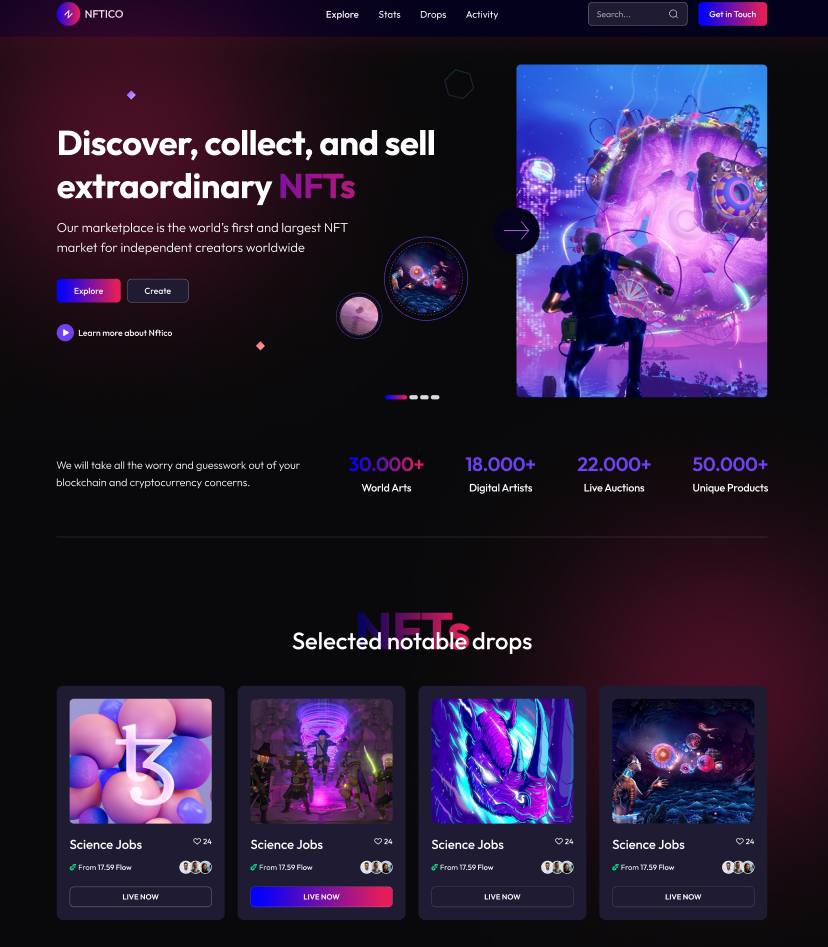 NFTICO
Explore
Stats
Drops
Activity
Search...
Get in Touch
Discover, collect, and sell
extraordinary NFTs
Our marketplace is the world's first and largest NFT
market for independent creators worldwide
Explore
Create
Learn more about Nftico
We will take all the worry and guesswork out of your
blockchain and cryptocurrency concerns.
30.000+
World Arts
18.000+
Digital Artists
22.000+
Live Auctions
50.000+
Unique Products
NFTs
Selected notable drops
Science Jobs
24
From 17.59 Flow
LIVE NOW
Science Jobs
24
From 17.59 Flow
LIVE NOW
Science Jobs
24
From 17.59 Flow
LIVE NOW
Science Jobs
24
From 17.59 Flow
LIVE NOW